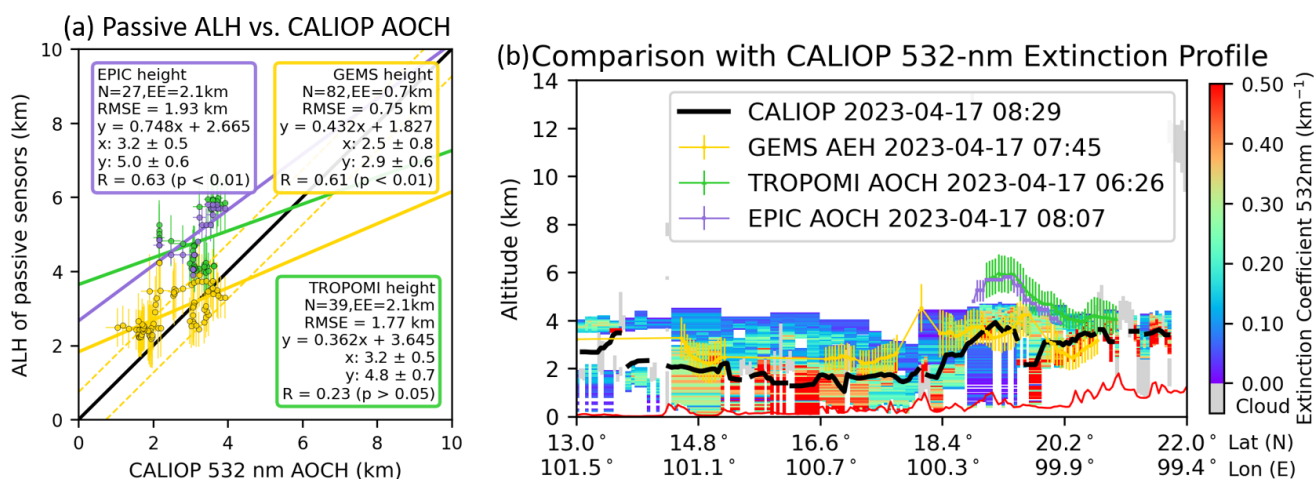 (a) Passive ALH vs. CALIOP AOCH
ALH of passive sensors (km)
10
8
6
4
2
0
EPIC height
N=27,EE=2.1km
RMSE = 1.93 km
y = 0.748x + 2.665
x: 3.2 ± 0.5
y: 5.0 ± 0.6
R = 0.63 (p < 0.01)
GEMS height
N=82,EE=0.7km
RMSE = 0.75 km
y = 0.432x + 1.827
x: 2.5 ± 0.8
y: 2.9 ± 0.6
R = 0.61 (p < 0.01)
TROPOMI height
N=39,EE=2.1km
RMSE = 1.77 km
y = 0.362x + 3.645
x: 3.2 ± 0.5
y: 4.8 ± 0.7
R = 0.23 (p > 0.05)
0 2 4 6 8 10
CALIOP 532 nm AOCH (km)
(b)Comparison with CALIOP 532-nm Extinction Profile
Altitude (km)
14
12
10
8
6
4
2
0
CALIOP 2023-04-17 08:29
GEMS AEH 2023-04-17 07:45
TROPOMI AOCH 2023-04-17 06:26
EPIC AOCH 2023-04-17 08:07
13.0° 14.8° 16.6° 18.4° 20.2° 22.0° Lat (N)
101.5° 101.1° 100.7° 100.3° 99.9° 99.4° Lon (E)
0.50
0.40
0.30
0.20
0.10
0.00
Cloud
Extinction Coefficient 532nm (km⁻¹)